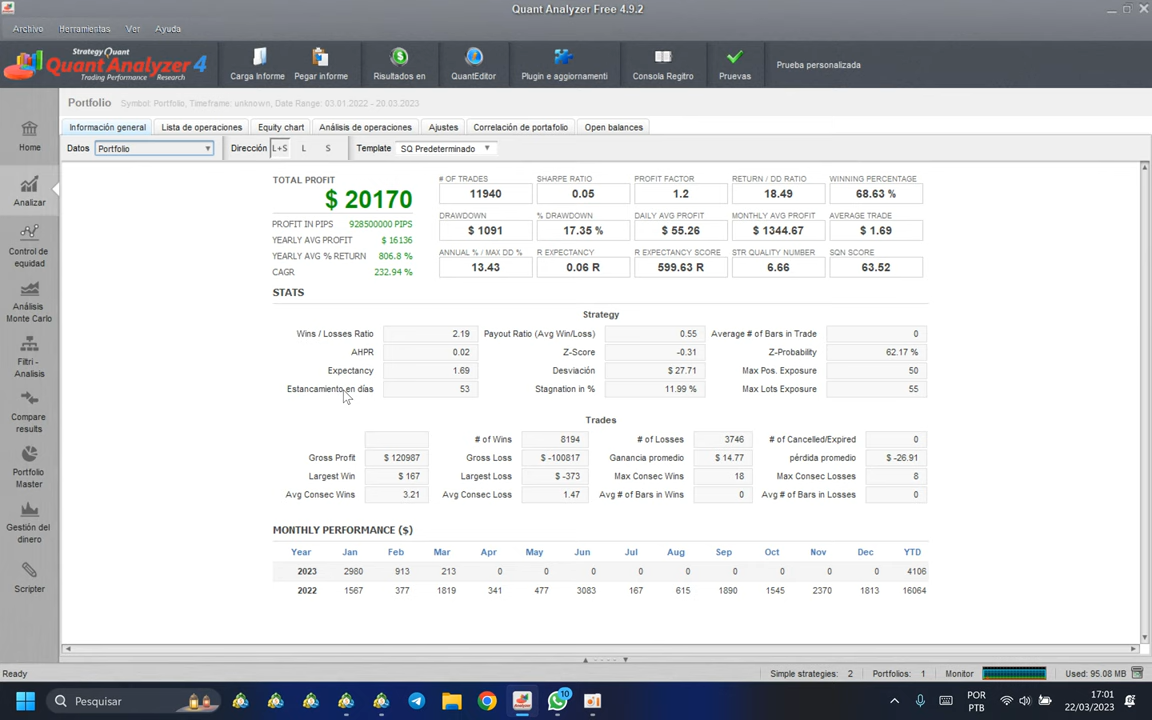 Quant Analyzer Free 4.9.2
Archivo Herramientas Ver Ayuda
Strategy Quant
Quant Analyzer 4
Trading Performance Research
Carga Informe Pegar informe Risultados en QuantEditor Plugin e aggiornamenti Consola Regitro Pruevas Prueba personalizada
Portfolio Symbol: Portfolio, Timeframe: unknown, Date Range: 03.01.2022 - 20.03.2023
Información general Lista de operaciones Equity chart Análisis de operaciones Ajustes Correlación de portafolio Open balances
Datos Portfolio Dirección L+S L S Template SQ Predeterminado
Home
Analizar
Control de equidad
Análisis Monte Carlo
Filtri - Analisis
Compare results
Portfolio Master
Gestión del dinero
Scripter
TOTAL PROFIT
$ 20170
PROFIT IN PIPS 928500000 PIPS
YEARLY AVG PROFIT $ 16136
YEARLY AVG % RETURN 806.8 %
CAGR 232.94 %
# OF TRADES SHARPE RATIO PROFIT FACTOR RETURN / DD RATIO WINNING PERCENTAGE
11940 0.05 1.2 18.49 68.63 %
DRAWDOWN % DRAWDOWN DAILY AVG PROFIT MONTHLY AVG PROFIT AVERAGE TRADE
$ 1091 17.35 % $ 55.26 $ 1344.67 $ 1.69
ANNUAL % / MAX DD % R EXPECTANCY R EXPECTANCY SCORE STR QUALITY NUMBER SQN SCORE
13.43 0.06 R 599.63 R 6.66 63.52
STATS
Strategy
Wins / Losses Ratio 2.19 Payout Ratio (Avg Win/Loss) 0.55 Average # of Bars in Trade 0
AHPR 0.02 Z-Score -0.31 Z-Probability 62.17 %
Expectancy 1.69 Desviación $ 27.71 Max Pos. Exposure 50
Estancamiento en días 53 Stagnation in % 11.99 % Max Lots Exposure 55
Trades
# of Wins 8194 # of Losses 3746 # of Cancelled/Expired 0
Gross Profit $ 120987 Gross Loss $ -100817 Ganancia promedio $ 14.77 pérdida promedio $ -26.91
Largest Win $ 167 Largest Loss $ -373 Max Consec Wins 18 Max Consec Losses 8
Avg Consec Wins 3.21 Avg Consec Loss 1.47 Avg # of Bars in Wins 0 Avg # of Bars in Losses 0
MONTHLY PERFORMANCE ($)
Year Jan Feb Mar Apr May Jun Jul Aug Sep Oct Nov Dec YTD
2023 2980 913 213 0 0 0 0 0 0 0 0 0 4106
2022 1567 377 1819 341 477 3083 167 615 1890 1545 2370 1813 16064
Ready Simple strategies: 2 Portfolios: 1 Monitor Used: 95.08 MB
Pesquisar 10 POR PTB 17:01 22/03/2023